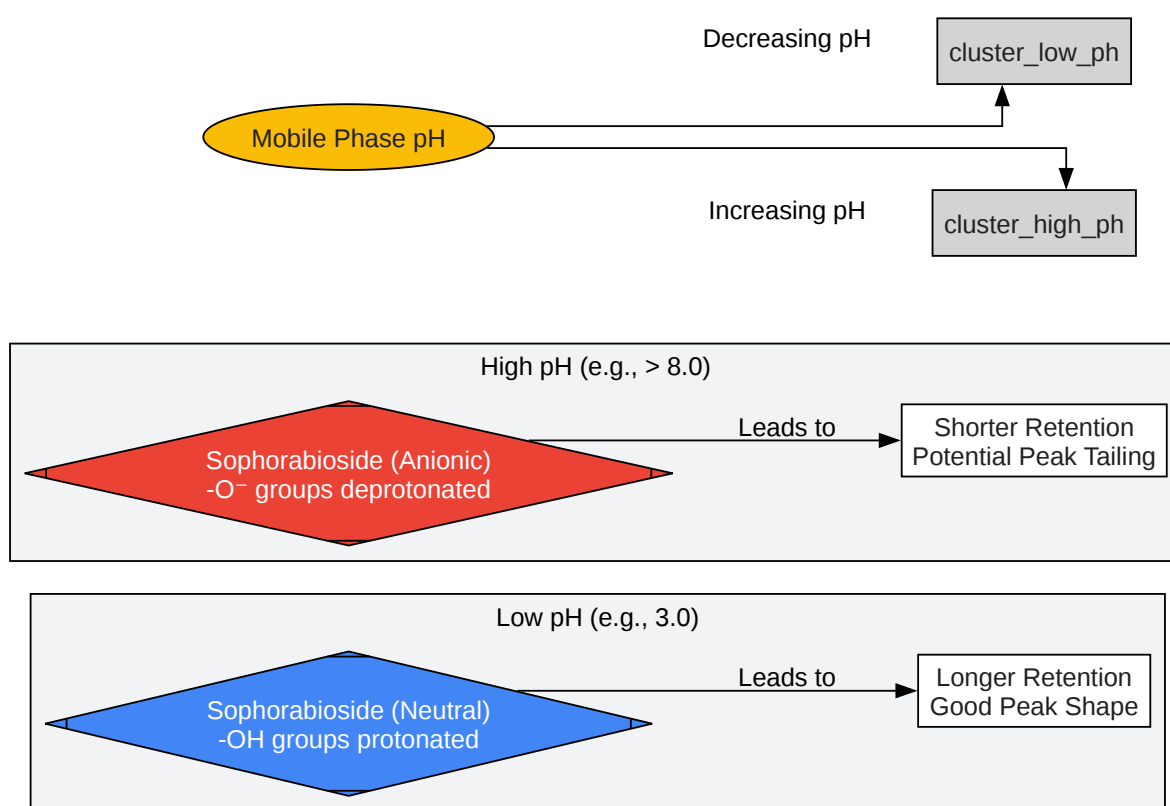 Decreasing pH
cluster_low_ph
Mobile Phase pH
Increasing pH
cluster_high_ph
High pH (e.g., > 8.0)
Sophorabioside (Anionic)
-O⁻ groups deprotonated
Leads to
Shorter Retention
Potential Peak Tailing
Low pH (e.g., 3.0)
Sophorabioside (Neutral)
-OH groups protonated
Leads to
Longer Retention
Good Peak Shape